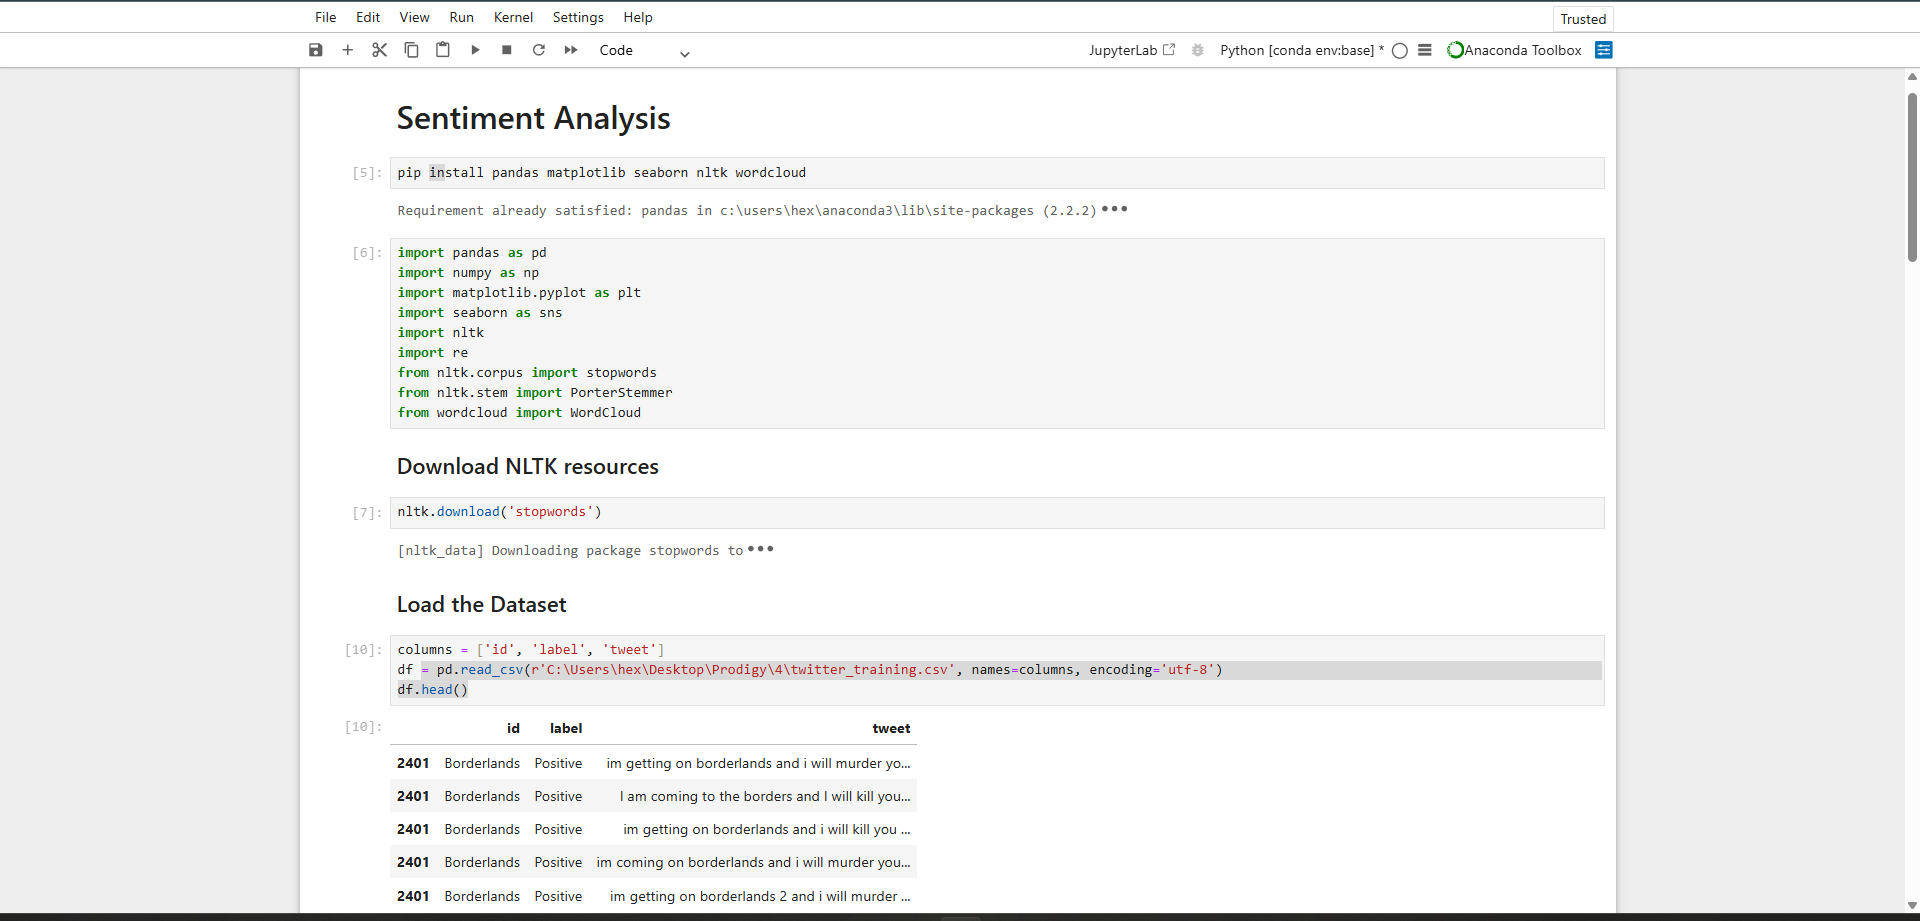 File Edit View Run Kernel Settings Help
Trusted
Code
JupyterLab
Python [conda env:base] *
Anaconda Toolbox
Sentiment Analysis
[5]:
pip install pandas matplotlib seaborn nltk wordcloud
Requirement already satisfied: pandas in c:\users\hex\anaconda3\lib\site-packages (2.2.2) •••
[6]:
import pandas as pd
import numpy as np
import matplotlib.pyplot as plt
import seaborn as sns
import nltk
import re
from nltk.corpus import stopwords
from nltk.stem import PorterStemmer
from wordcloud import WordCloud
Download NLTK resources
[7]:
nltk.download('stopwords')
[nltk_data] Downloading package stopwords to •••
Load the Dataset
[10]:
columns = ['id', 'label', 'tweet']
df = pd.read_csv(r'C:\Users\hex\Desktop\Prodigy\4\twitter_training.csv', names=columns, encoding='utf-8')
df.head()
[10]:
id label tweet
2401 Borderlands Positive im getting on borderlands and i will murder yo...
2401 Borderlands Positive I am coming to the borders and I will kill you...
2401 Borderlands Positive im getting on borderlands and i will kill you ...
2401 Borderlands Positive im coming on borderlands and i will murder you...
2401 Borderlands Positive im getting on borderlands 2 and i will murder ...